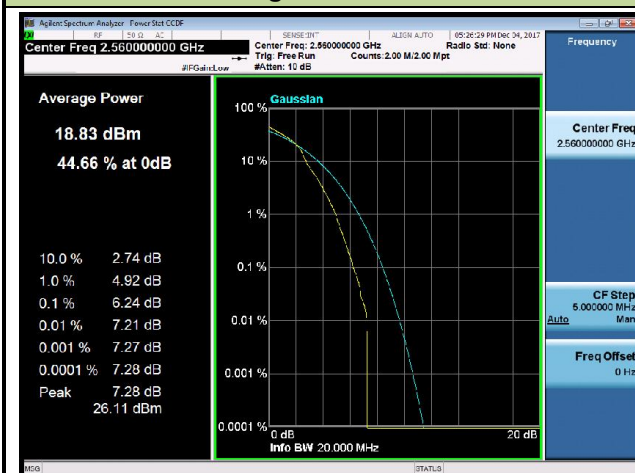 Agilent Spectrum Analyzer - Power Stat CCDF
RF 50 Ω AC SENSE:INT ALIGN AUTO 05:26:29 PM Dec 04, 2017
Center Freq 2.560000000 GHz
Center Freq: 2.560000000 GHz Radio Std: None
Trig: Free Run Counts:2.00 M/2.00 Mpt
#IFGain:Low #Atten: 10 dB
Frequency
Average Power
18.83 dBm
44.66 % at 0dB
10.0 % 2.74 dB
1.0 % 4.92 dB
0.1 % 6.24 dB
0.01 % 7.21 dB
0.001 % 7.27 dB
0.0001 % 7.28 dB
Peak 7.28 dB
26.11 dBm
Gaussian
100 %
10 %
1 %
0.1 %
0.01 %
0.001 %
0.0001 %
0 dB 20 dB
Info BW 20.000 MHz
Center Freq
2.560000000 GHz
CF Step
5.000000 MHz
Auto Man
Freq Offset
0 Hz
MSG STATUS